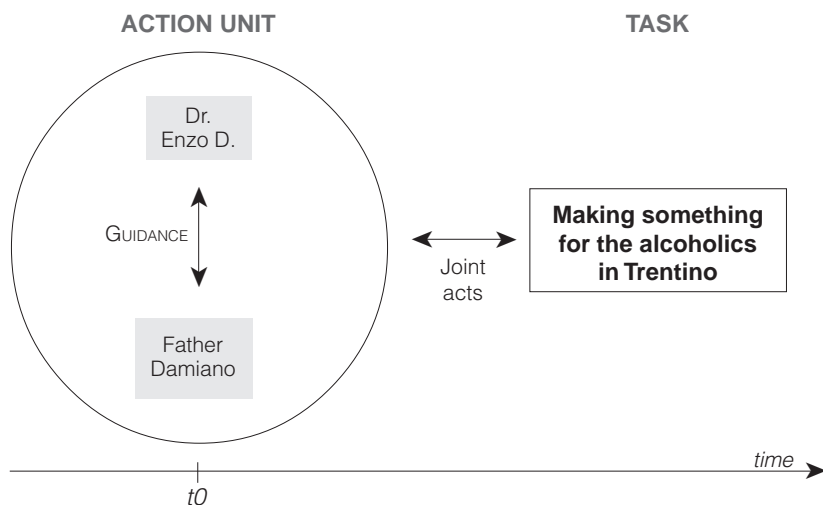 ACTION UNIT
TASK
Dr.
Enzo D.
GUIDANCE
Father
Damiano
Joint
acts
Making something
for the alcoholics
in Trentino
time
t0